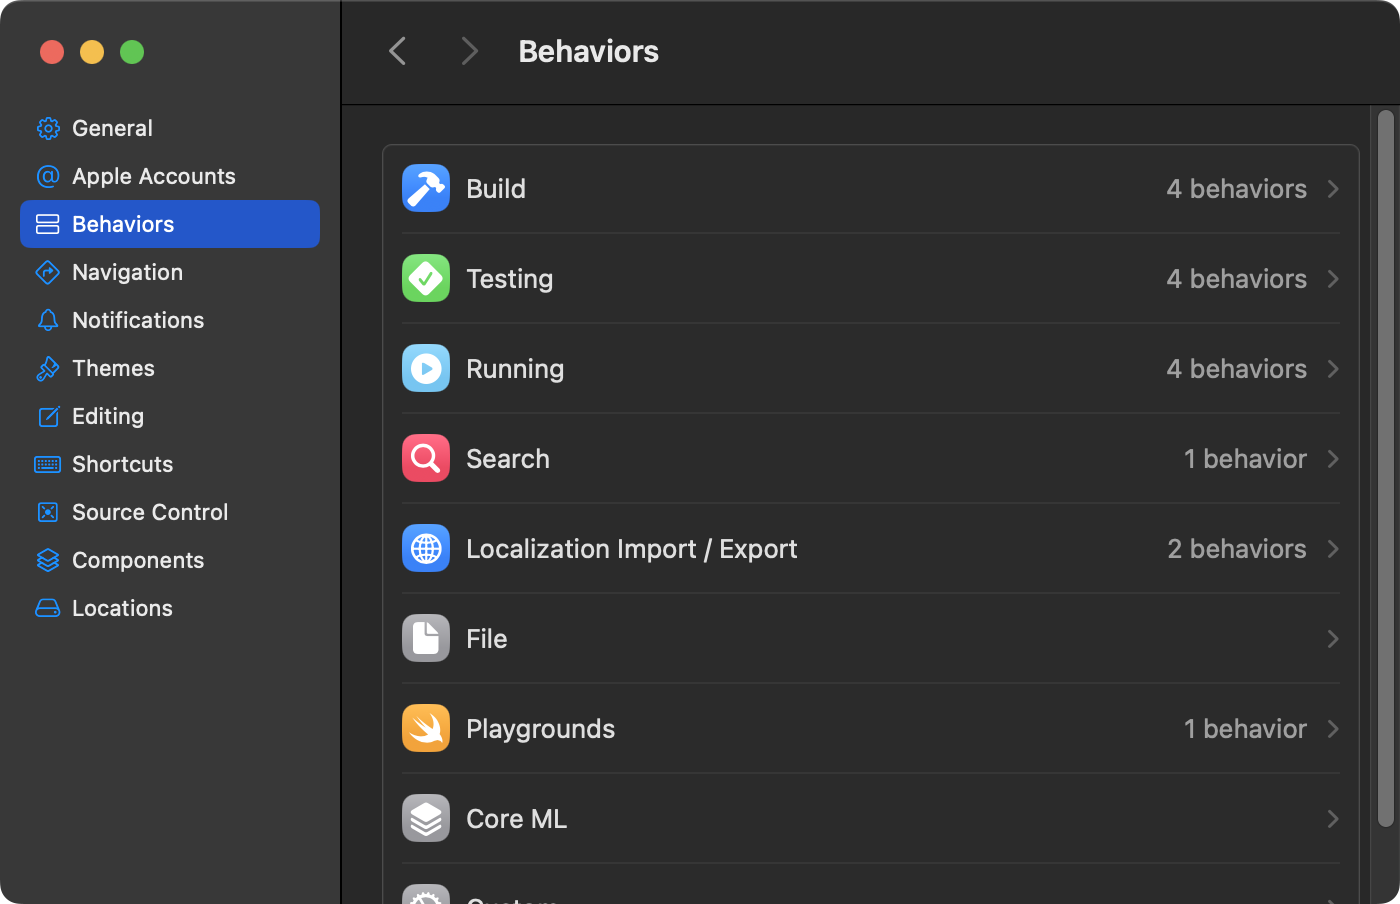 Behaviors
General
Apple Accounts
Behaviors
Navigation
Notifications
Themes
Editing
Shortcuts
Source Control
Components
Locations
Build 4 behaviors
Testing 4 behaviors
Running 4 behaviors
Search 1 behavior
Localization Import / Export 2 behaviors
File
Playgrounds 1 behavior
Core ML